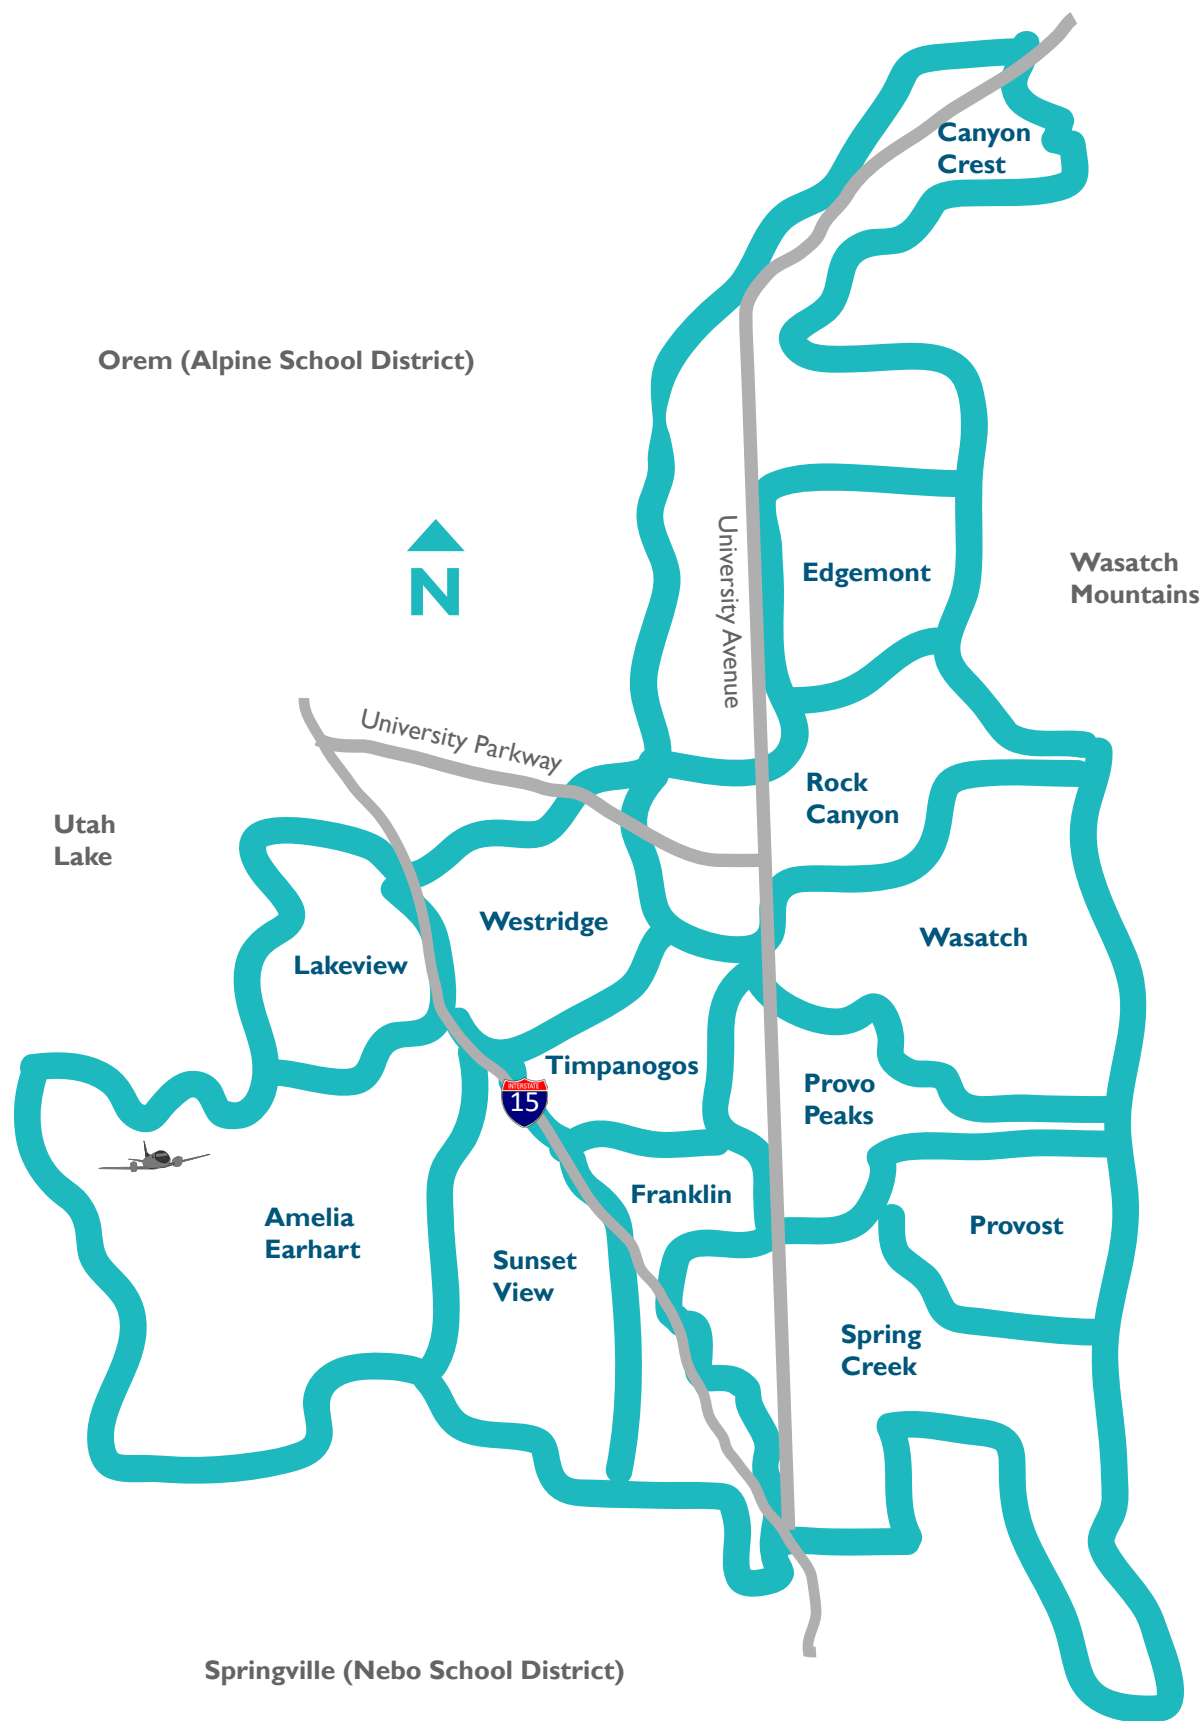 Canyon
Crest
Orem (Alpine School District)
N
University Avenue
Edgemont
Wasatch
Mountains
University Parkway
Rock
Canyon
Utah
Lake
Westridge
Wasatch
Lakeview
Timpanogos
INTERSTATE
15
Provo
Peaks
Franklin
Amelia
Earhart
Provost
Sunset
View
Spring
Creek
Springville (Nebo School District)